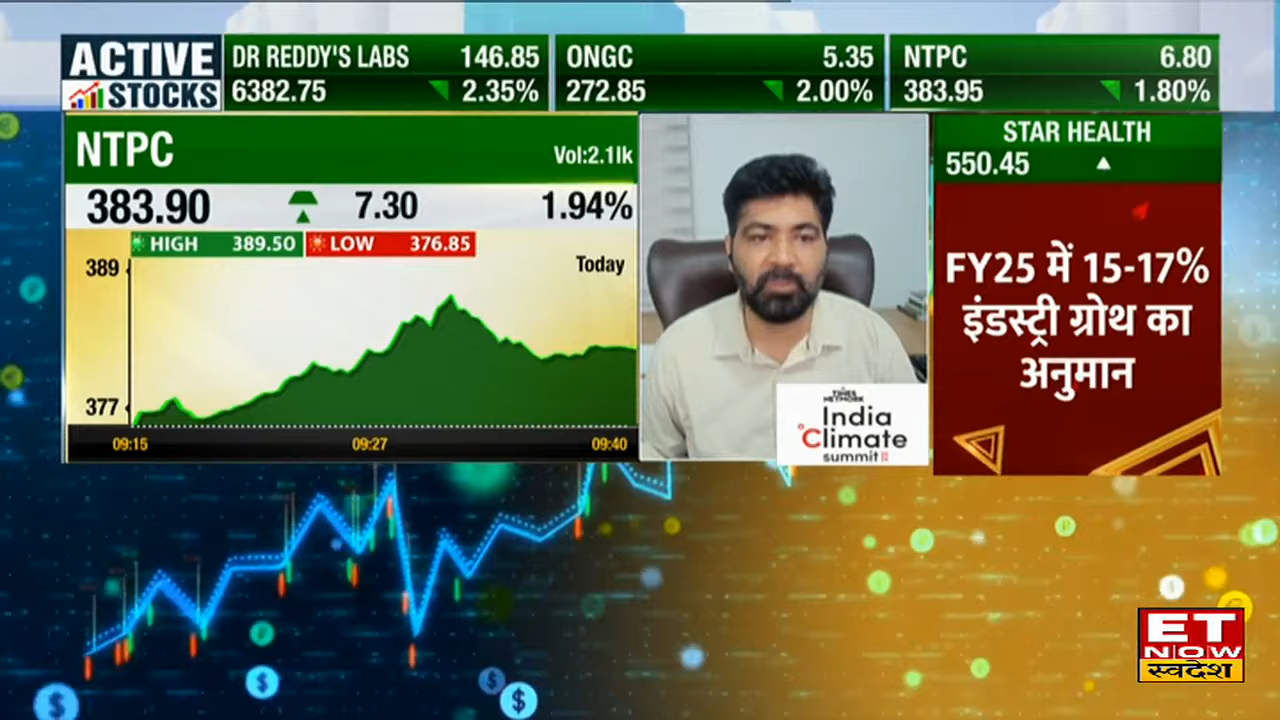 ACTIVE
STOCKS
DR REDDY'S LABS 146.85
6382.75 2.35%
ONGC 5.35
272.85 2.00%
NTPC 6.80
383.95 1.80%
NTPC
Vol:2.1lk
383.90 7.30 1.94%
HIGH 389.50 LOW 376.85
389
Today
377
09:15 09:27 09:40
TIMES
NETWORK
India
Climate
summit
STAR HEALTH
550.45
FY25 में 15-17%
इंडस्ट्री ग्रोथ का
अनुमान
ET
NOW
स्वदेश